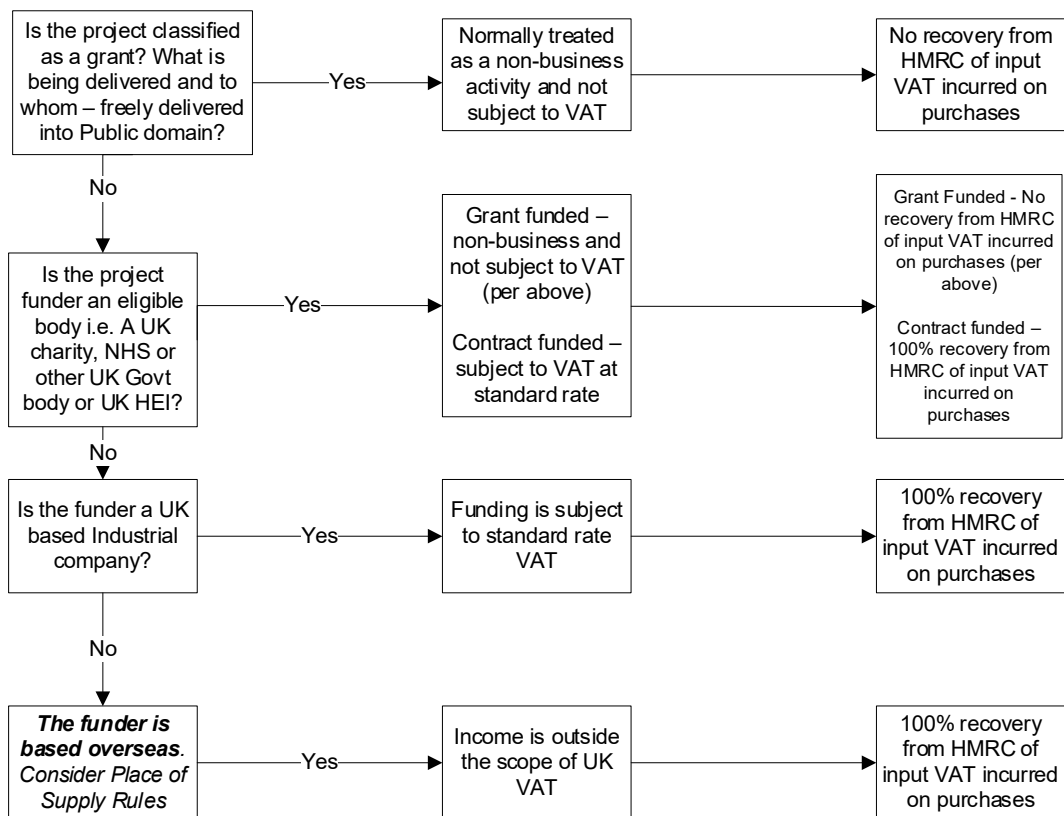 Is the project classified
as a grant? What is
being delivered and to
whom – freely delivered
into Public domain?
Yes
Normally treated
as a non-business
activity and not
subject to VAT
No recovery from
HMRC of input
VAT incurred on
purchases
No
Is the project
funder an eligible
body i.e. A UK
charity, NHS or
other UK Govt
body or UK HEI?
Yes
Grant funded –
non-business and
not subject to VAT
(per above)
Contract funded –
subject to VAT at
standard rate
Grant Funded - No
recovery from HMRC
of input VAT incurred
on purchases (per
above)
Contract funded –
100% recovery from
HMRC of input VAT
incurred on
purchases
No
Is the funder a UK
based Industrial
company?
Yes
Funding is subject
to standard rate
VAT
100% recovery
from HMRC of
input VAT incurred
on purchases
No
The funder is
based overseas.
Consider Place of
Supply Rules
Yes
Income is outside
the scope of UK
VAT
100% recovery
from HMRC of
input VAT incurred
on purchases